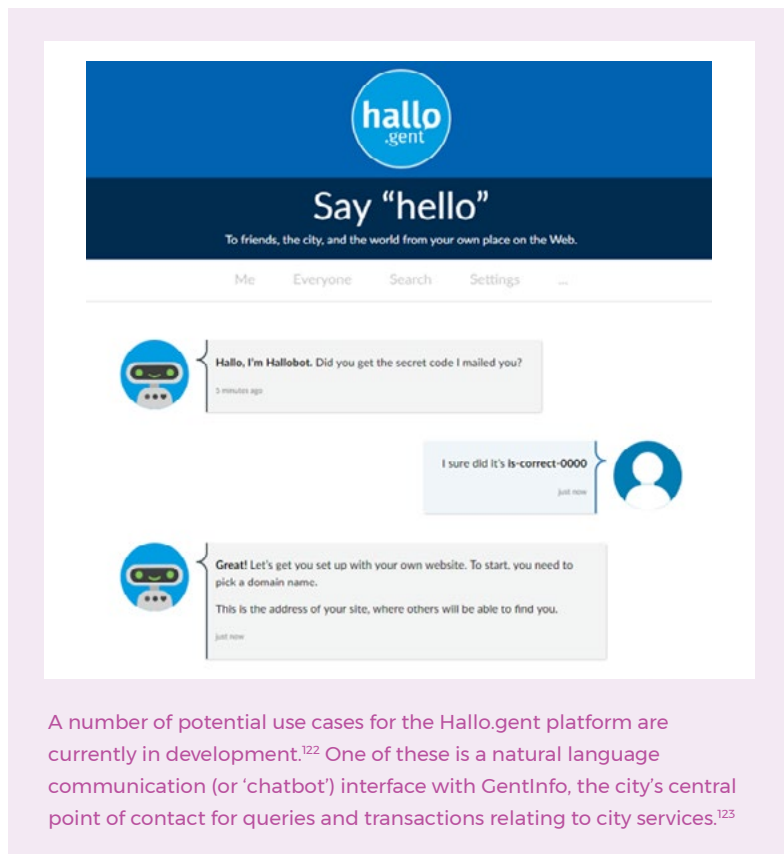 hallo
.gent
Say “hello”
To friends, the city, and the world from your own place on the Web.
Me Everyone Search Settings ...
Hallo, I'm Hallobot. Did you get the secret code I mailed you?
5 minutes ago
I sure did it's is-correct-0000
just now
Great! Let's get you set up with your own website. To start, you need to
pick a domain name.
This is the address of your site, where others will be able to find you.
just now
A number of potential use cases for the Hallo.gent platform are
currently in development.¹²² One of these is a natural language
communication (or ‘chatbot’) interface with GentInfo, the city’s central
point of contact for queries and transactions relating to city services.¹²³